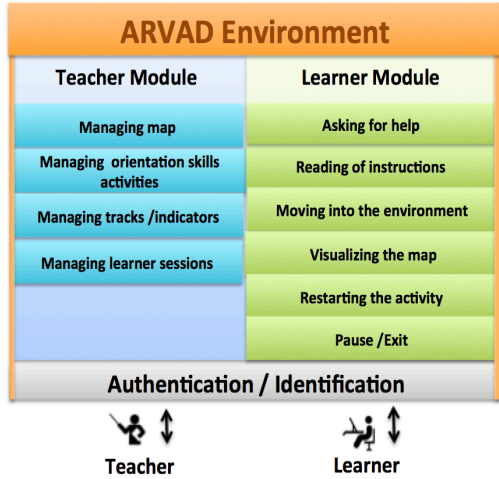 ARVAD Environment
Teacher Module
Managing map
Managing orientation skills
activities
Managing tracks /indicators
Managing learner sessions
Learner Module
Asking for help
Reading of instructions
Moving into the environment
Visualizing the map
Restarting the activity
Pause /Exit
Authentication / Identification
Teacher
Learner